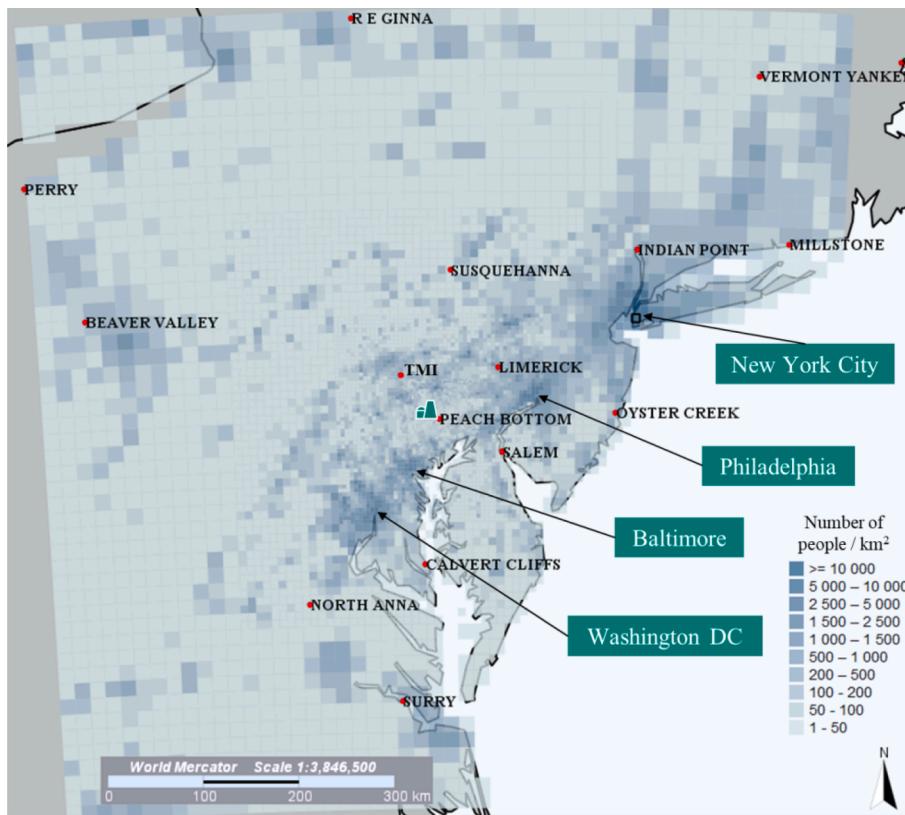 R E GINNA
VERMONT YANKEE
PERRY
INDIAN POINT
MILLSTONE
SUSQUEHANNA
BEAVER VALLEY
New York City
TMI
LIMERICK
PEACH BOTTOM
OYSTER CREEK
SALEM
Philadelphia
Baltimore
Number of
people / km²
>= 10 000
5 000 – 10 000
2 500 – 5 000
1 500 – 2 500
1 000 – 1 500
500 – 1 000
200 – 500
100 - 200
50 - 100
1 - 50
CALVERT CLIFFS
NORTH ANNA
Washington DC
SURRY
N
World Mercator Scale 1:3,846,500
0 100 200 300 km